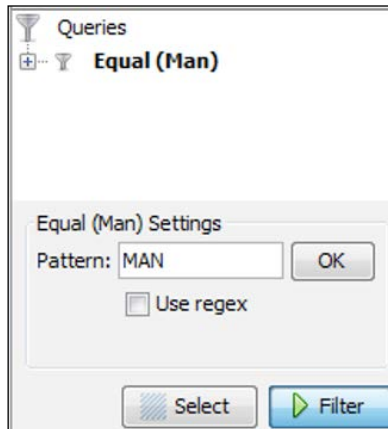 Queries
Equal (Man)
Equal (Man) Settings
Pattern: MAN OK
Use regex
Select Filter